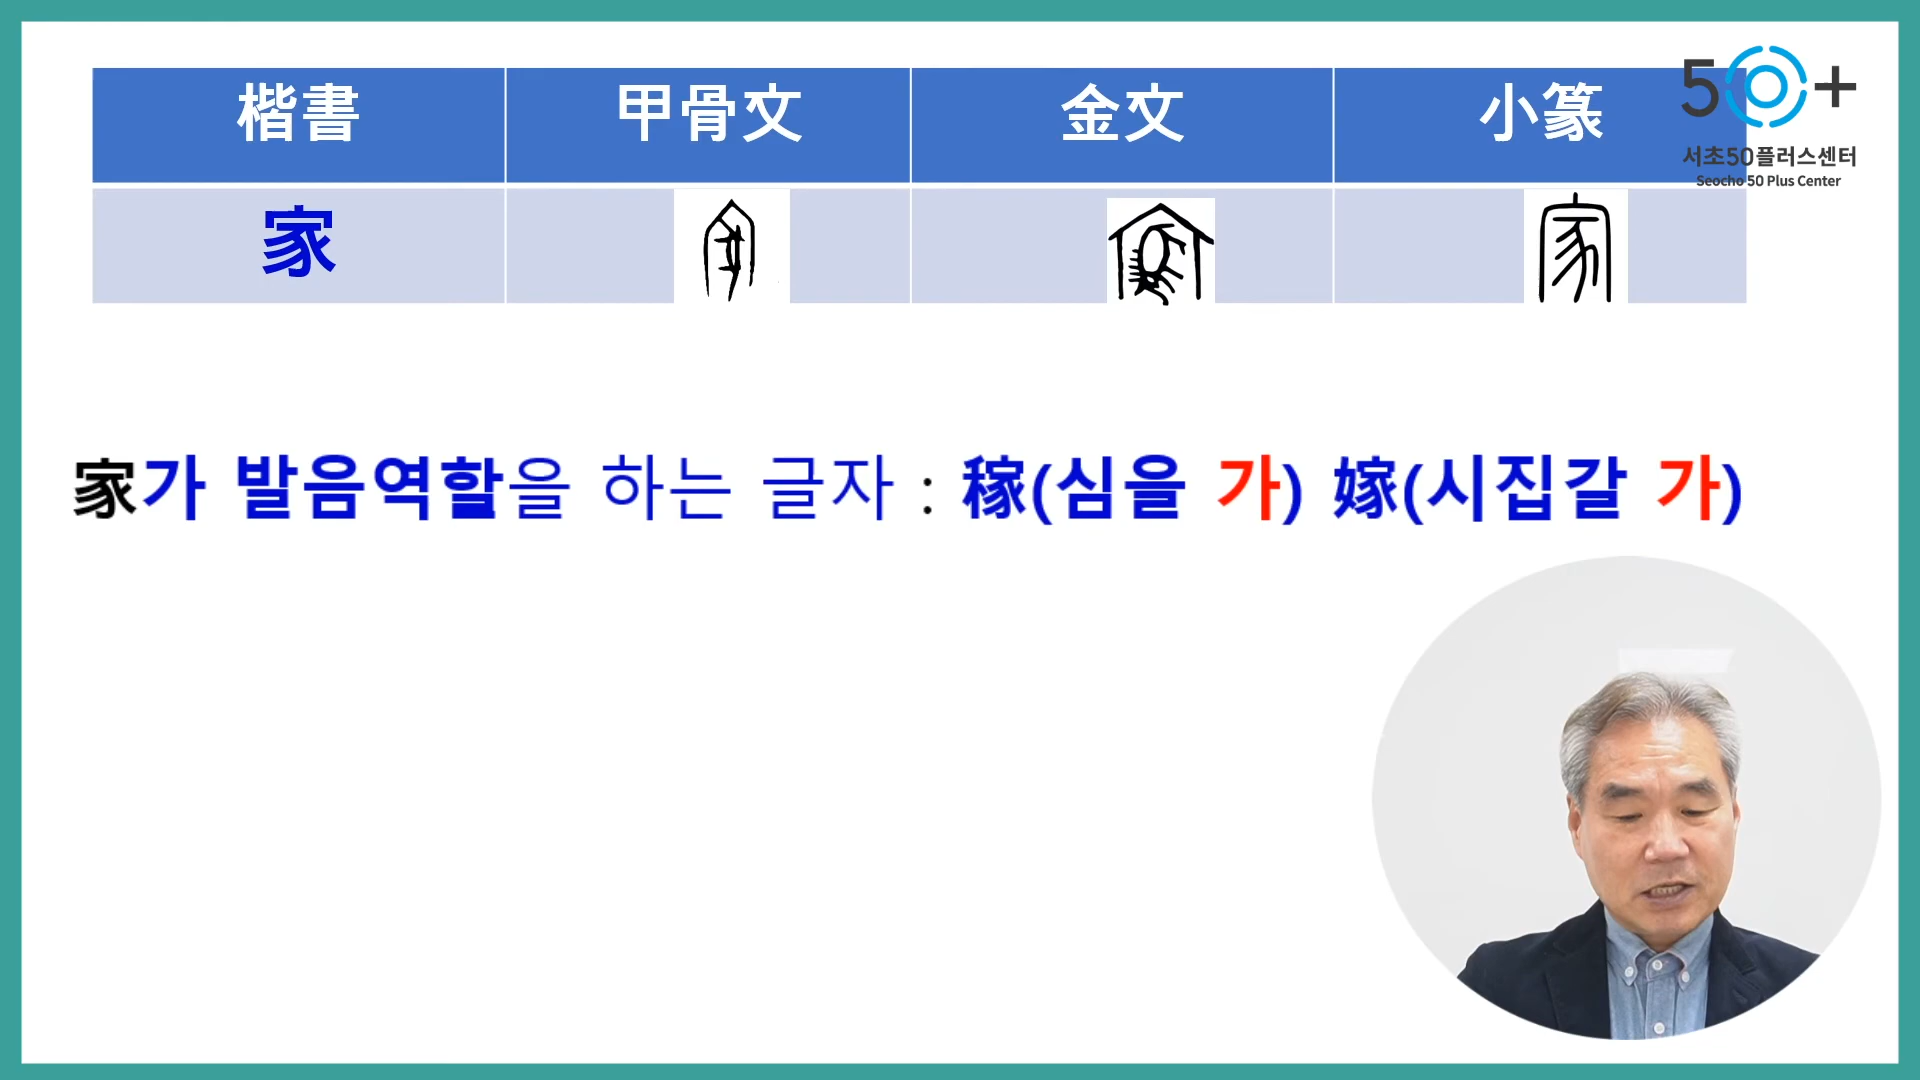 楷書 甲骨文 金文 小篆
家
50+
서초50플러스센터
Seocho 50 Plus Center
家가 발음역할을 하는 글자 : 稼(심을 가) 嫁(시집갈 가)